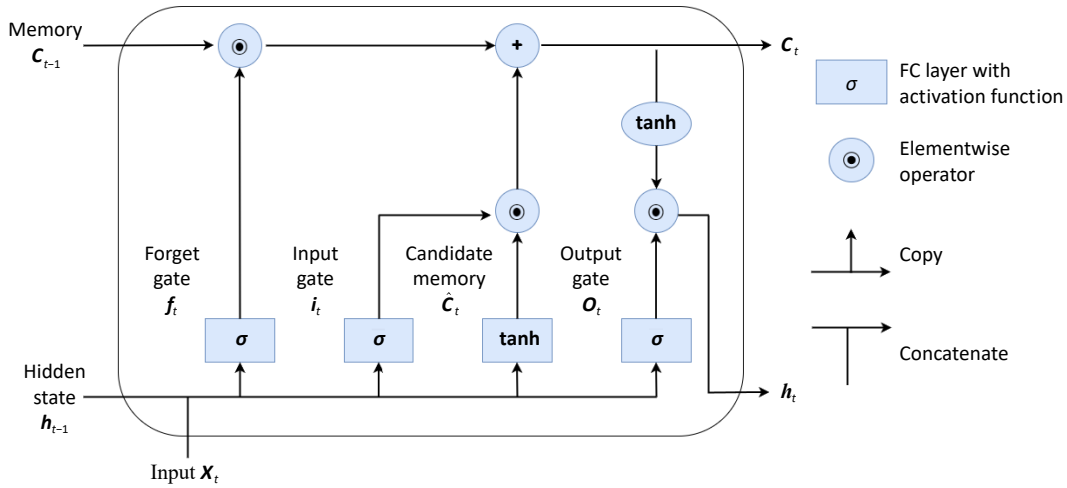 Memory
C_{t−1}
⊙
+
C_t
σ
FC layer with
activation function
tanh
⊙
Elementwise
operator
⊙
⊙
Forget
gate
f_t
Input
gate
i_t
Candidate
memory
Ĉ_t
Output
gate
O_t
Copy
σ
σ
tanh
σ
Concatenate
Hidden
state
h_{t−1}
h_t
Input X_t